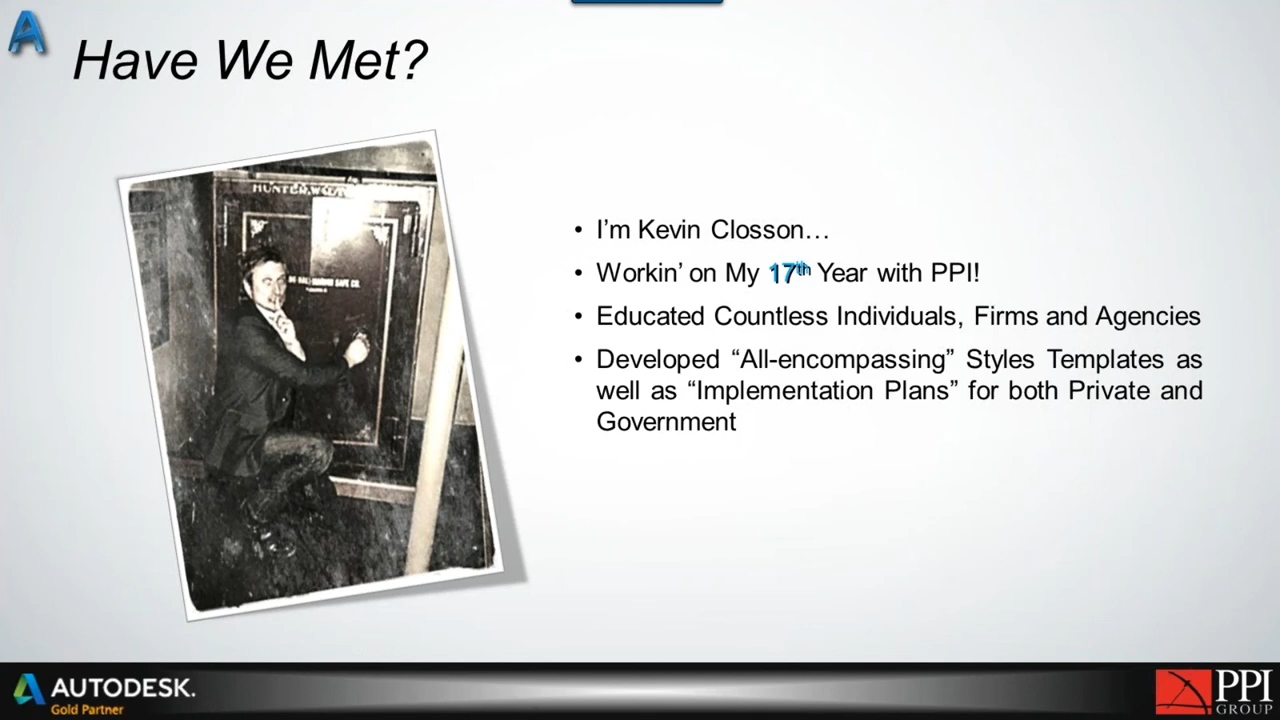 Have We Met?
• I’m Kevin Closson…
• Workin’ on My 17th Year with PPI!
• Educated Countless Individuals, Firms and Agencies
• Developed “All-encompassing” Styles Templates as
well as “Implementation Plans” for both Private and
Government
AUTODESK.
Gold Partner
PPI
GROUP